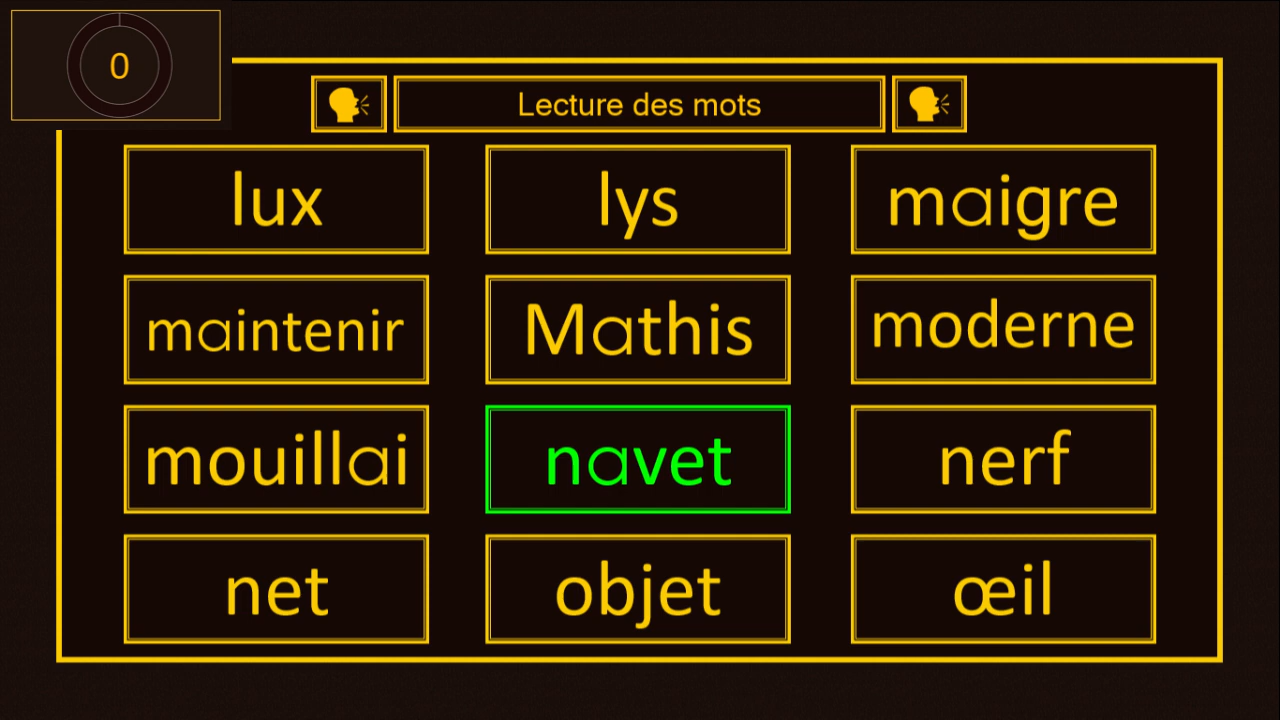 0
Lecture des mots
lux lys maigre
maintenir Mathis moderne
mouillai navet nerf
net objet œil